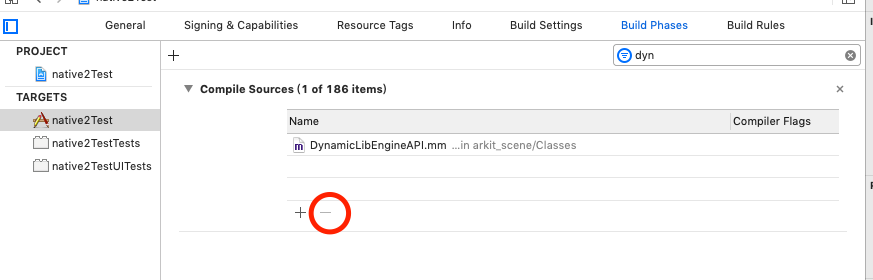 native2Test
General Signing & Capabilities Resource Tags Info Build Settings Build Phases Build Rules
PROJECT
native2Test
TARGETS
native2Test
native2TestTests
native2TestUITests
dyn
Compile Sources (1 of 186 items)
Name Compiler Flags
DynamicLibEngineAPI.mm ...in arkit_scene/Classes